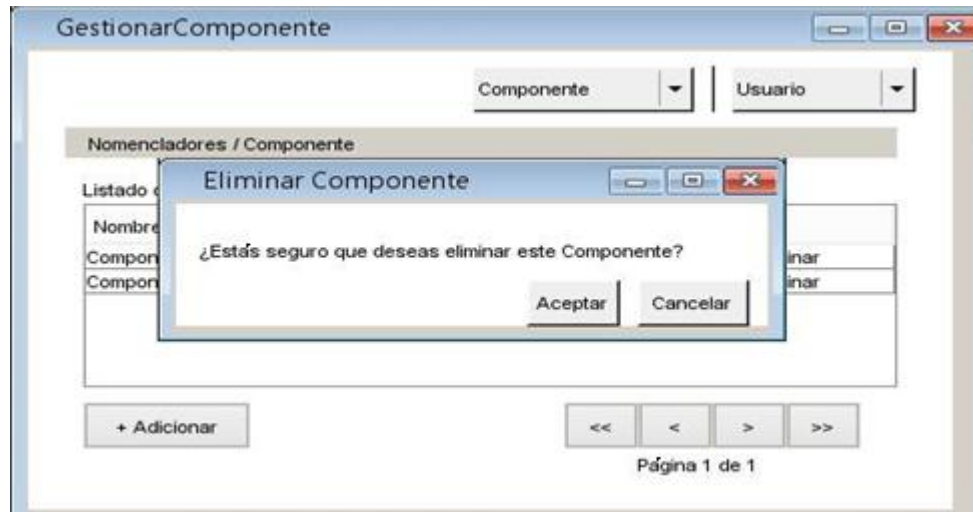 GestionarComponente
Componente Usuario
Nomencladores / Componente
Listado
Eliminar Componente
Nombre
¿Estás seguro que deseas eliminar este Componente?
Compon inar
Compon inar
Aceptar Cancelar
+ Adicionar << < > >>
Página 1 de 1